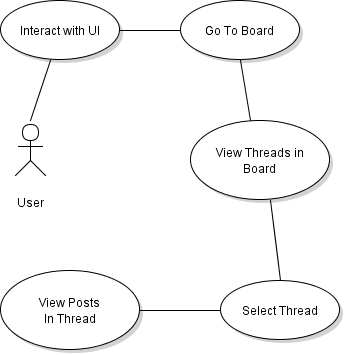 Interact with UI
Go To Board
View Threads in
Board
User
View Posts
In Thread
Select Thread